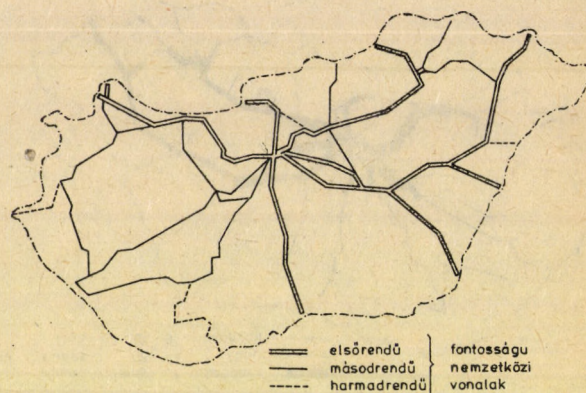 elsőrendű fontosságu
másodrendű nemzetközi
harmadrendű vonalak